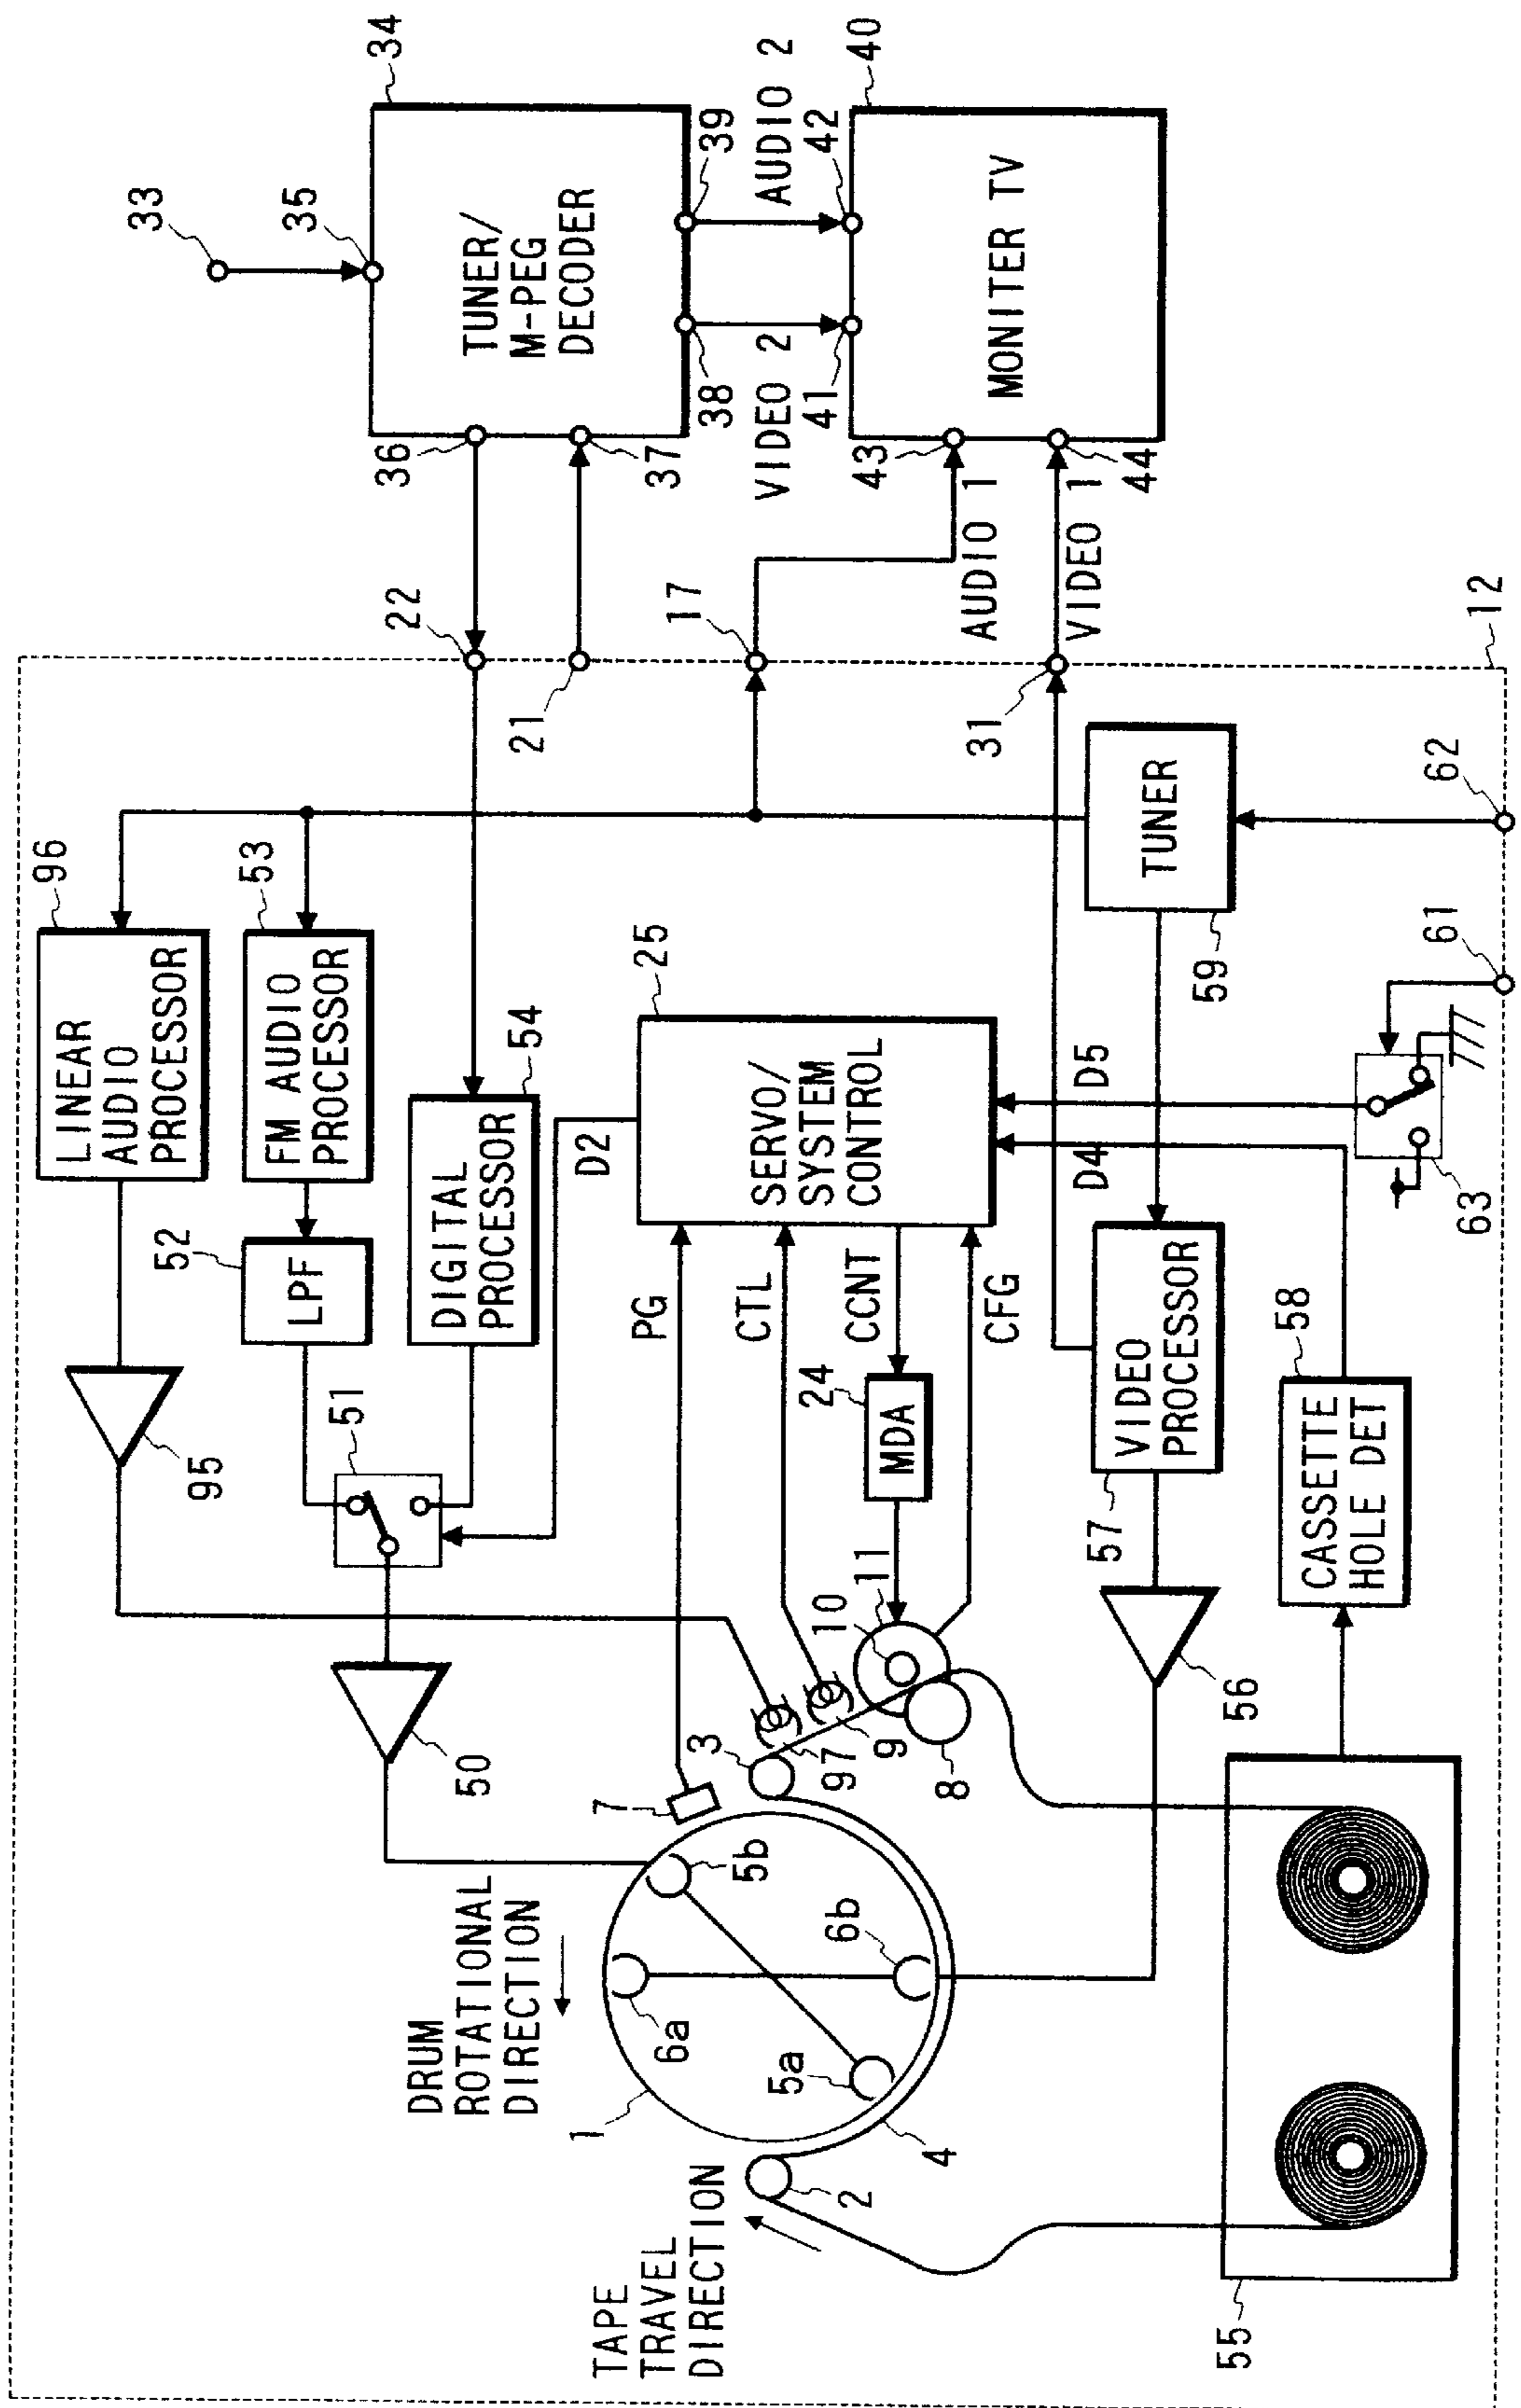 33
34
35
TUNER/
M-PEG
DECODER
36
37
38
39
VIDEO 2
AUDIO 2
40
41
42
MONITER TV
43
44
AUDIO 1
VIDEO 1
22
21
17
31
12
96
LINEAR
AUDIO
PROCESSOR
53
FM AUDIO
PROCESSOR
52
LPF
54
DIGITAL
PROCESSOR
25
SERVO/
SYSTEM
CONTROL
D2
D4
D5
PG
CTL
CCNT
CFG
24
MDA
TUNER
59
62
61
63
57
VIDEO
PROCESSOR
58
CASSETTE
HOLE DET
95
51
50
56
11
10
9
97
8
3
7
5b
6b
6a
5a
1
4
2
DRUM
ROTATIONAL
DIRECTION
TAPE
TRAVEL
DIRECTION
55